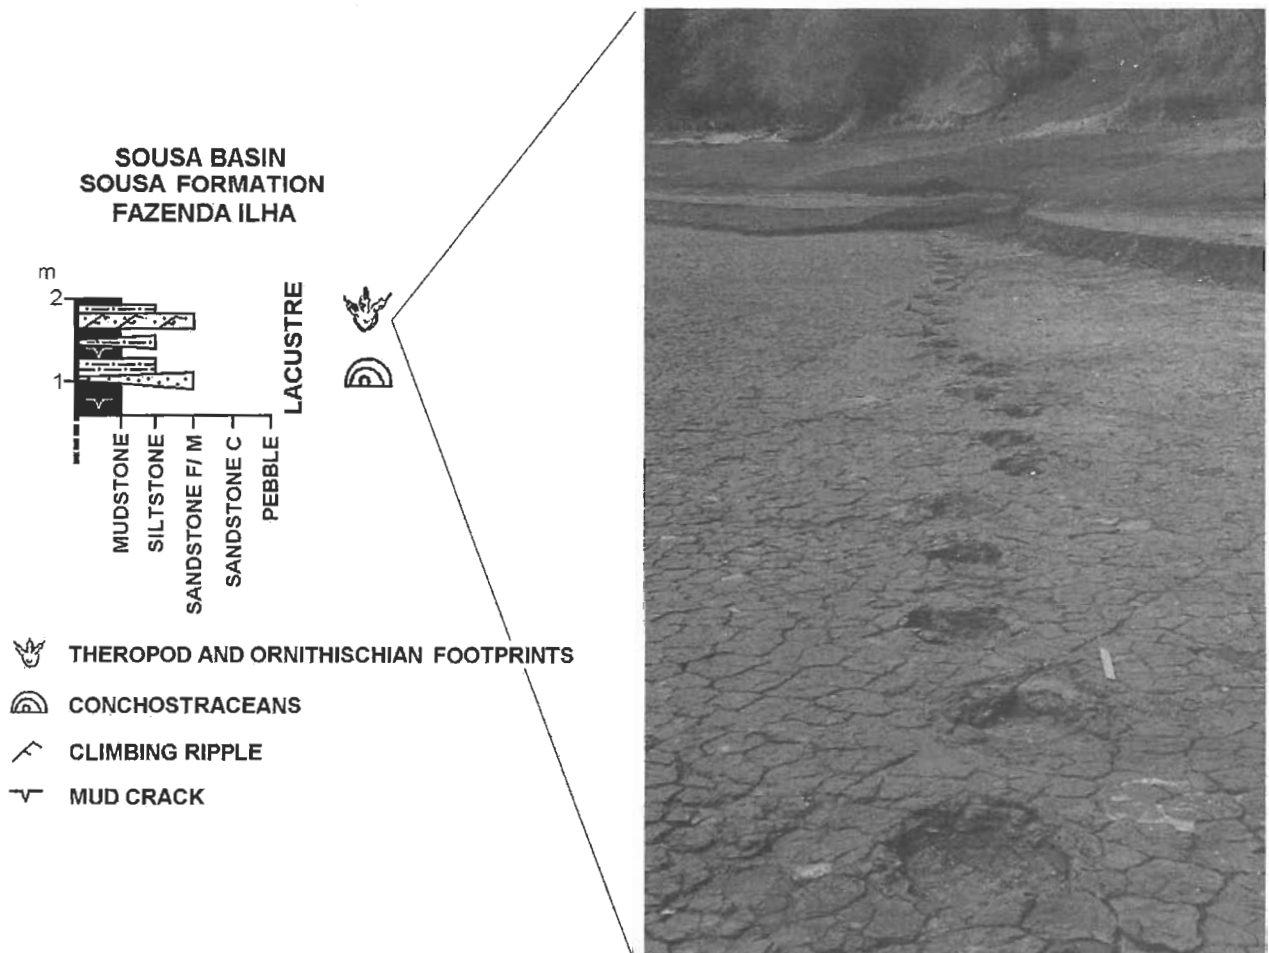 SOUSA BASIN
SOUSA FORMATION
FAZENDA ILHA
m
2
1
LACUSTRE
MUDSTONE
SILTSTONE
SANDSTONE F/ M
SANDSTONE C
PEBBLE
THEROPOD AND ORNITHISCHIAN FOOTPRINTS
CONCHOSTRACEANS
CLIMBING RIPPLE
MUD CRACK